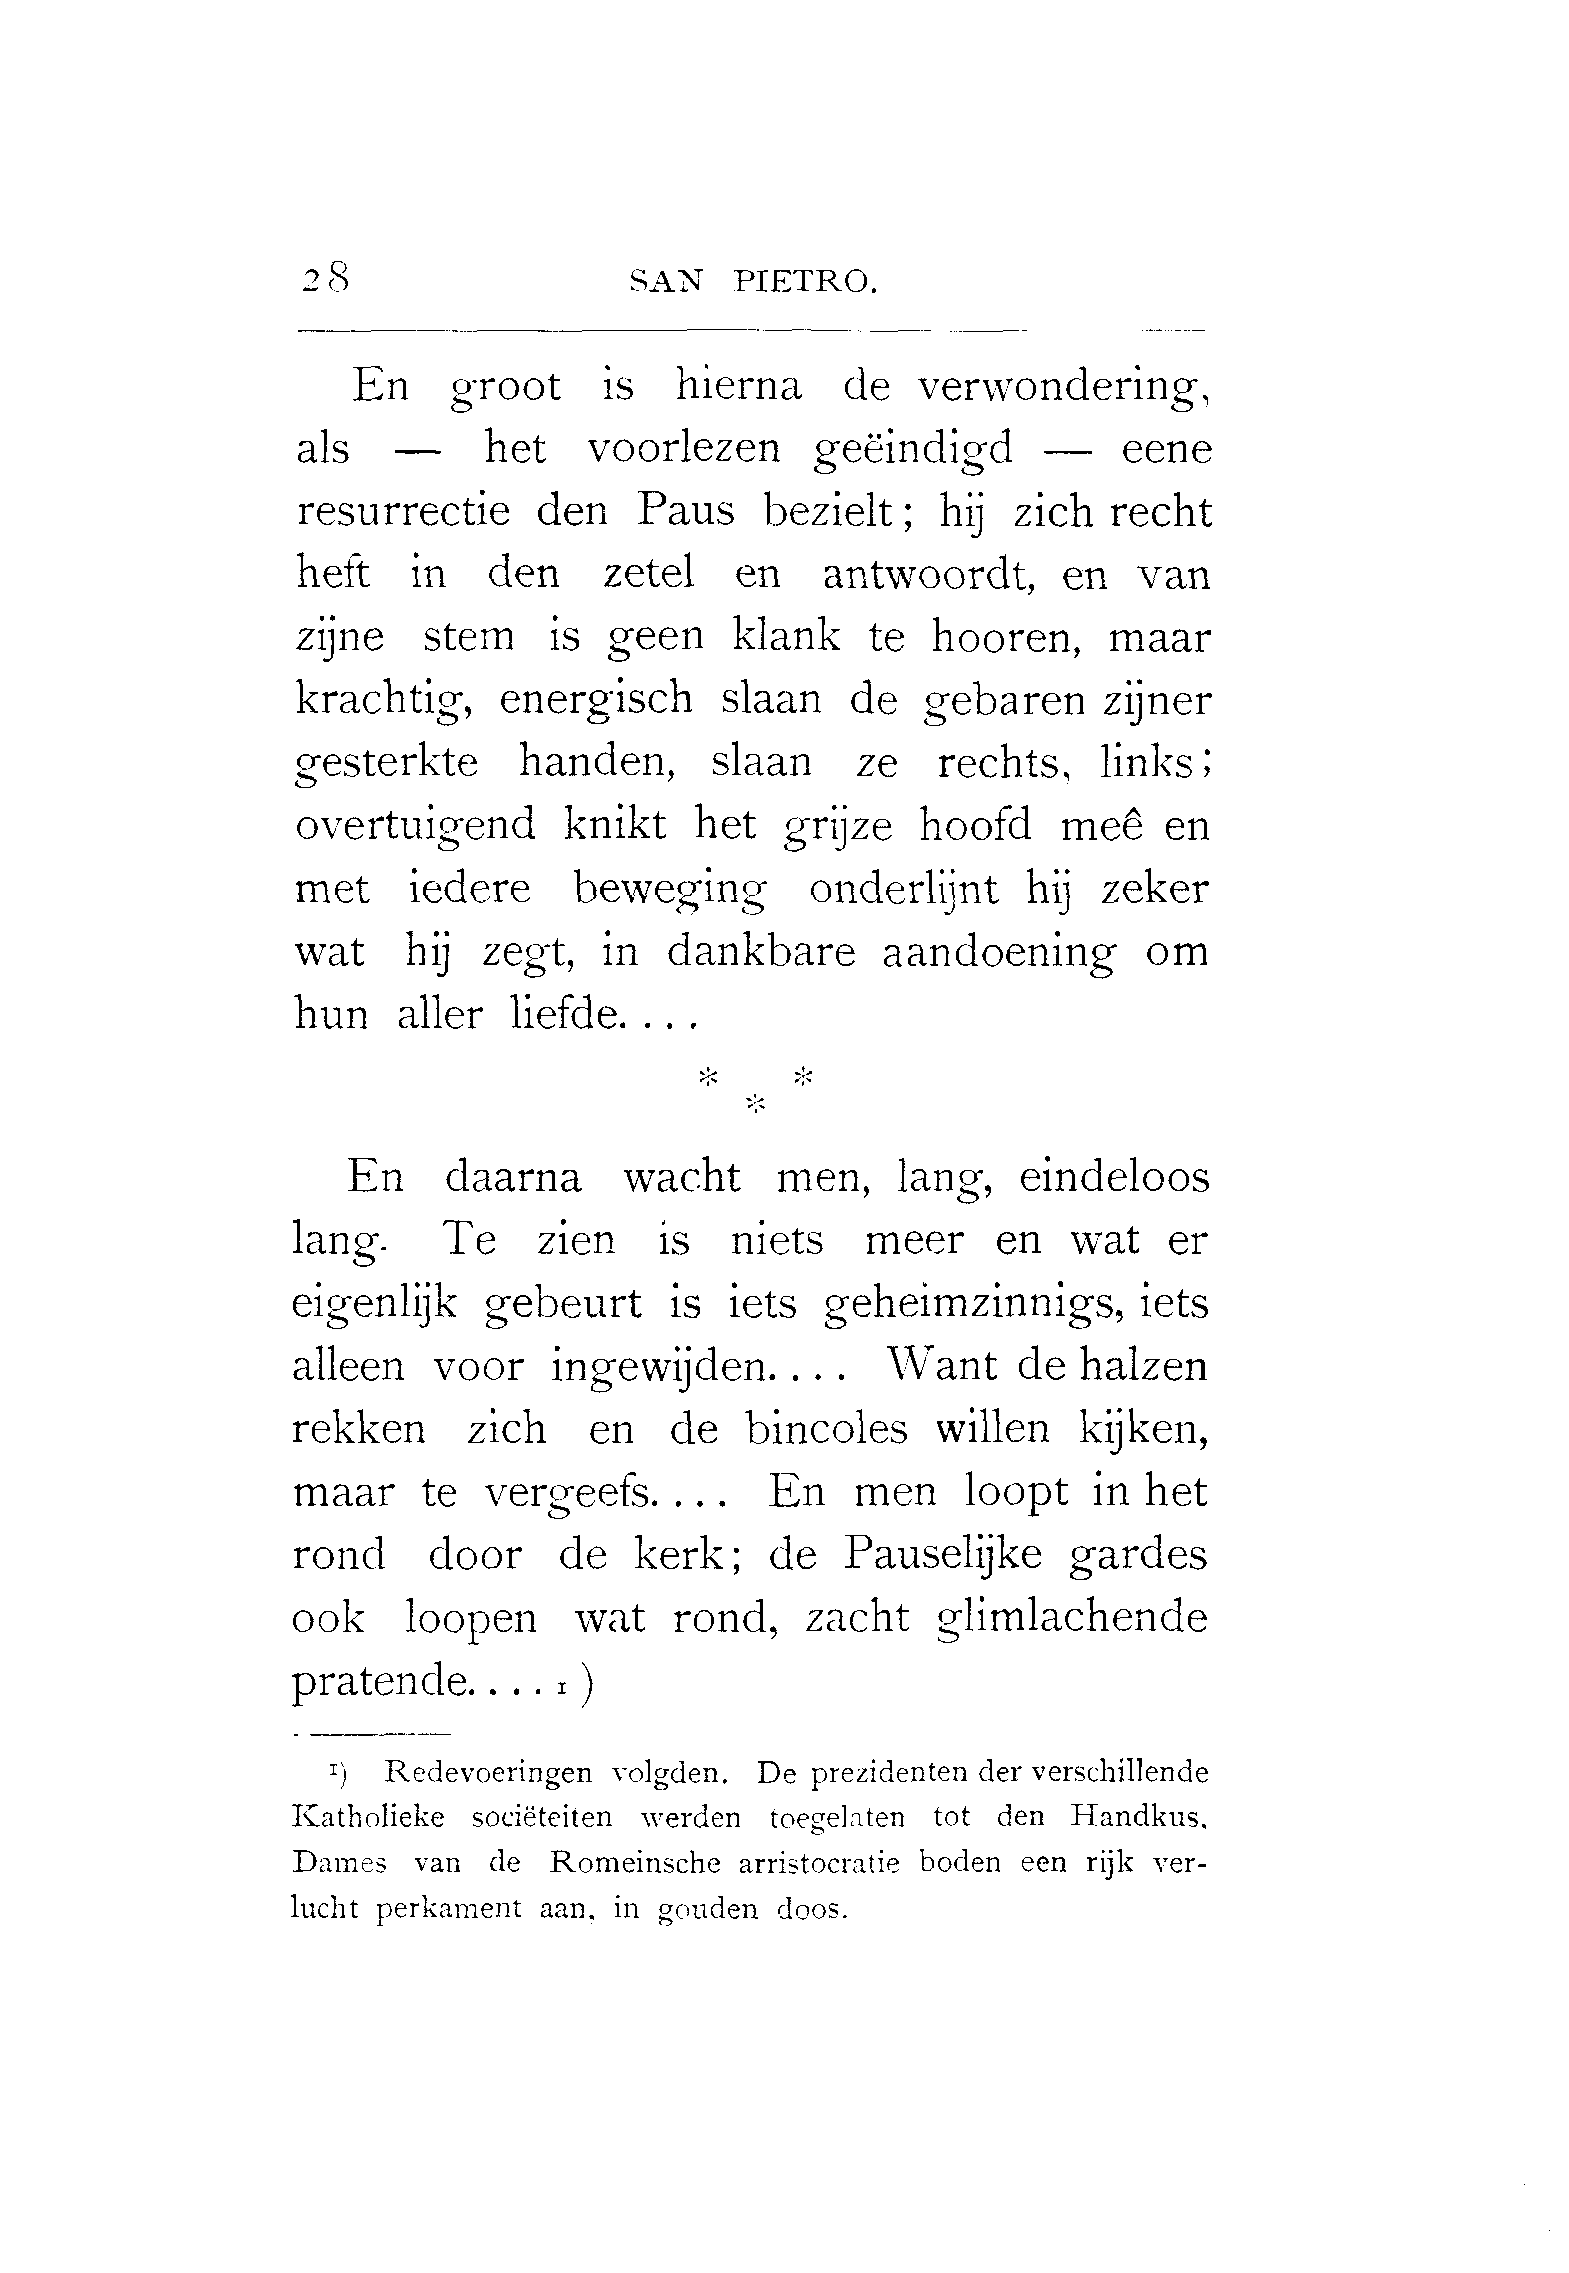 28 SAN PIETRO.
En groot is hierna de verwondering,
als — het voorlezen geëindigd — eene
resurrectie den Paus bezielt; hij zich recht
heft in den zetel en antwoordt, en van
zijne stem is geen klank te hooren, maar
krachtig, energisch slaan de gebaren zijner
gesterkte handen, slaan ze rechts, links;
overtuigend knikt het grijze hoofd meê en
met iedere beweging onderlijnt hij zeker
wat hij zegt, in dankbare aandoening om
hun aller liefde....
* *
*
En daarna wacht men, lang, eindeloos
lang. Te zien is niets meer en wat er
eigenlijk gebeurt is iets geheimzinnigs, iets
alleen voor ingewijden.... Want de halzen
rekken zich en de bincoles willen kijken,
maar te vergeefs.... En men loopt in het
rond door de kerk; de Pauselijke gardes
ook loopen wat rond, zacht glimlachende
pratende.... 1)
1) Redevoeringen volgden. De prezidenten der verschillende
Katholieke sociëteiten werden toegelaten tot den Handkus.
Dames van de Romeinsche arristocratie boden een rijk ver-
lucht perkament aan, in gouden doos.